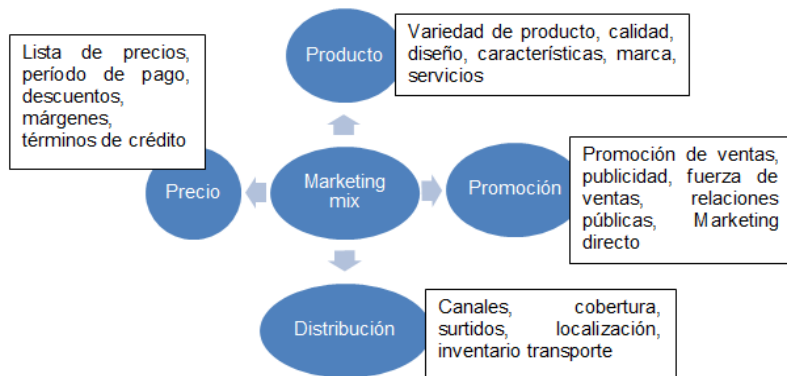 Producto
Variedad de producto, calidad,
diseño, características, marca,
servicios
Lista de precios,
período de pago,
descuentos,
márgenes,
términos de crédito
Precio
Marketing
mix
Promoción
Promoción de ventas,
publicidad, fuerza de
ventas, relaciones
públicas, Marketing
directo
Distribución
Canales, cobertura,
surtidos, localización,
inventario transporte